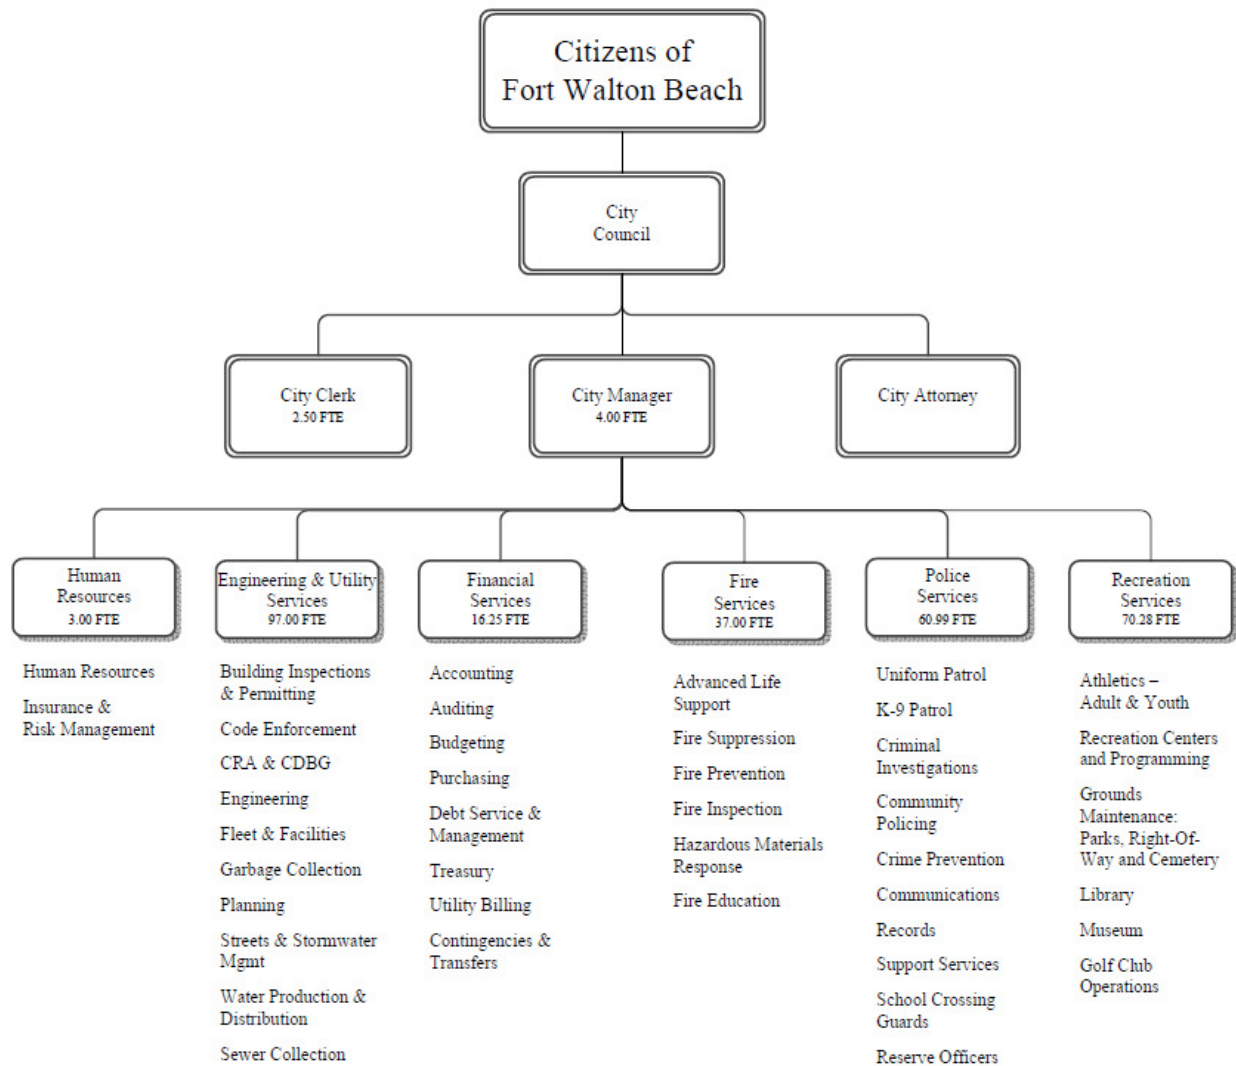 Citizens of
Fort Walton Beach
City
Council
City Clerk
2.50 FTE
City Manager
4.00 FTE
City Attorney
Human
Resources
3.00 FTE
Engineering & Utility
Services
97.00 FTE
Financial
Services
16.25 FTE
Fire
Services
37.00 FTE
Police
Services
60.99 FTE
Recreation
Services
70.28 FTE
Human Resources
Insurance &
Risk Management
Building Inspections
& Permitting
Code Enforcement
CRA & CDBG
Engineering
Fleet & Facilities
Garbage Collection
Planning
Streets & Stormwater
Mgmt
Water Production &
Distribution
Sewer Collection
Accounting
Auditing
Budgeting
Purchasing
Debt Service &
Management
Treasury
Utility Billing
Contingencies &
Transfers
Advanced Life
Support
Fire Suppression
Fire Prevention
Fire Inspection
Hazardous Materials
Response
Fire Education
Uniform Patrol
K-9 Patrol
Criminal
Investigations
Community
Policing
Crime Prevention
Communications
Records
Support Services
School Crossing
Guards
Reserve Officers
Athletics –
Adult & Youth
Recreation Centers
and Programming
Grounds
Maintenance:
Parks, Right-Of-
Way and Cemetery
Library
Museum
Golf Club
Operations